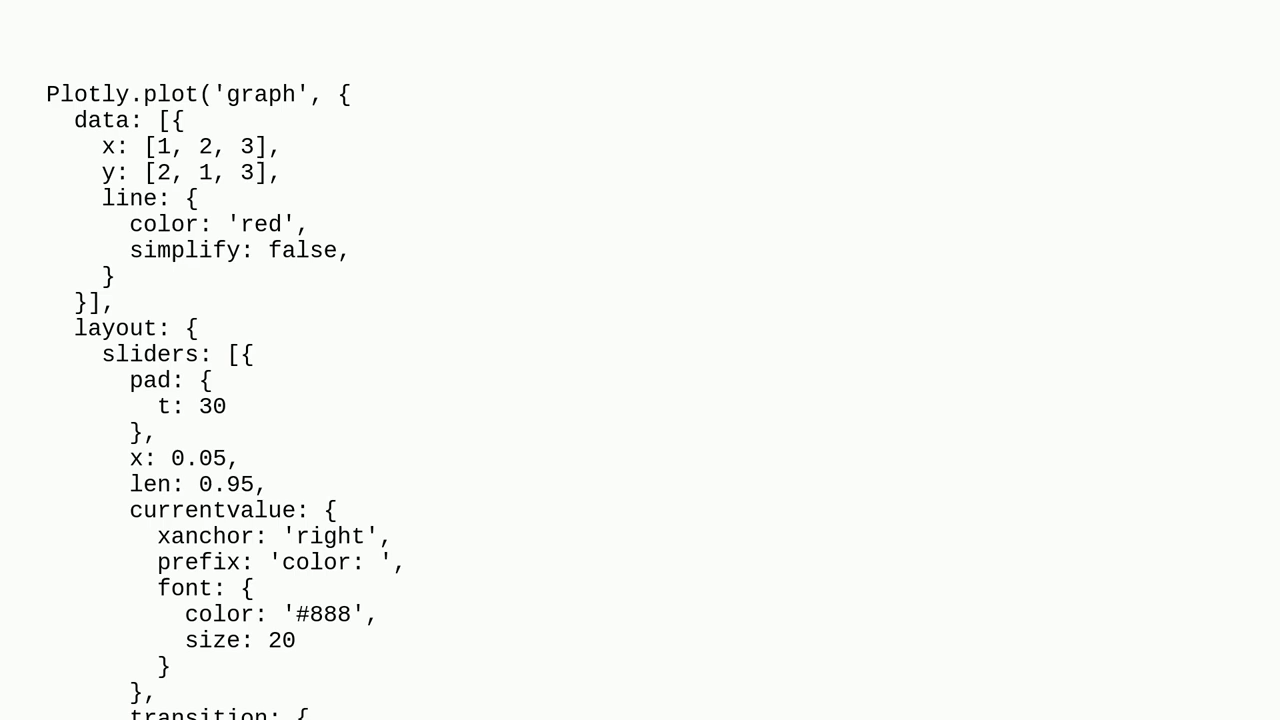 Plotly.plot('graph', {
  data: [{
    x: [1, 2, 3],
    y: [2, 1, 3],
    line: {
      color: 'red',
      simplify: false,
    }
  }],
  layout: {
    sliders: [{
      pad: {
        t: 30
      },
      x: 0.05,
      len: 0.95,
      currentvalue: {
        xanchor: 'right',
        prefix: 'color: ',
        font: {
          color: '#888',
          size: 20
        }
      },
      transition: {